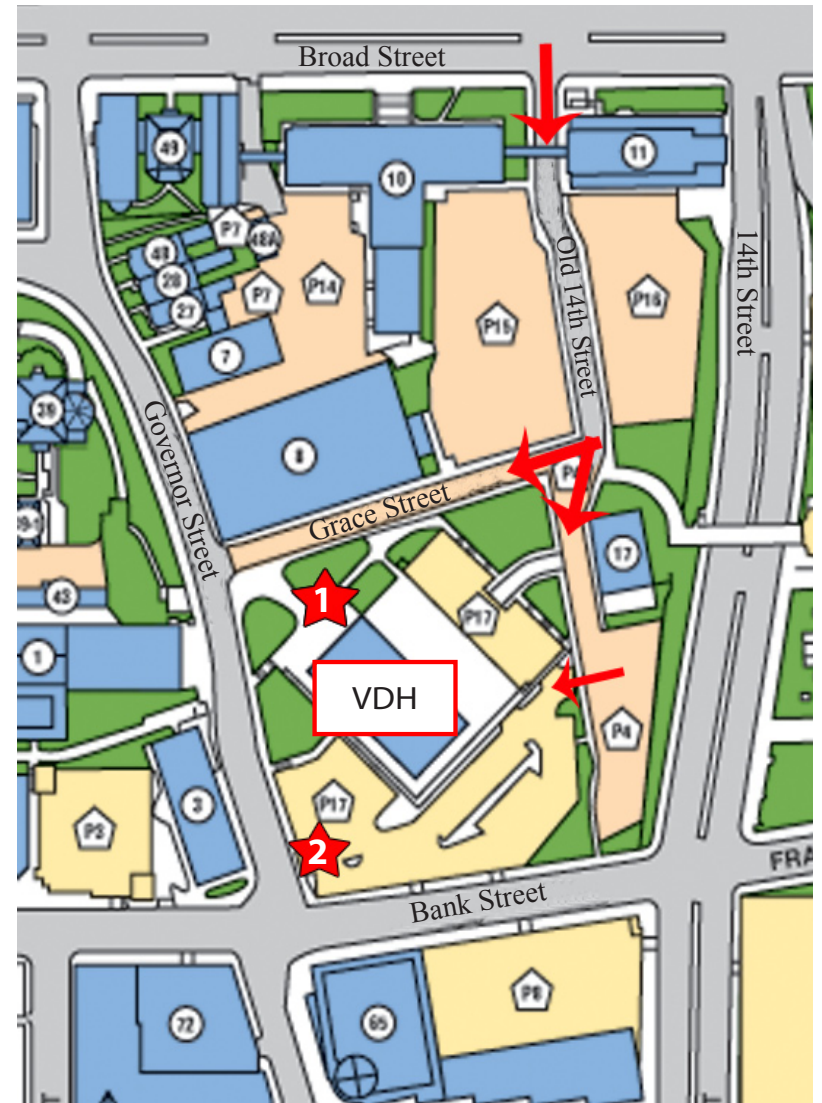 Broad Street
49
10
11
P7
48A
48
28
27
P7
P14
P15
Old 14th Street
P16
14th Street
7
39
Governor Street
8
Grace Street
17
43
1
1
P17
VDH
P4
P17
3
P3
2
Bank Street
FRA
P8
72
65